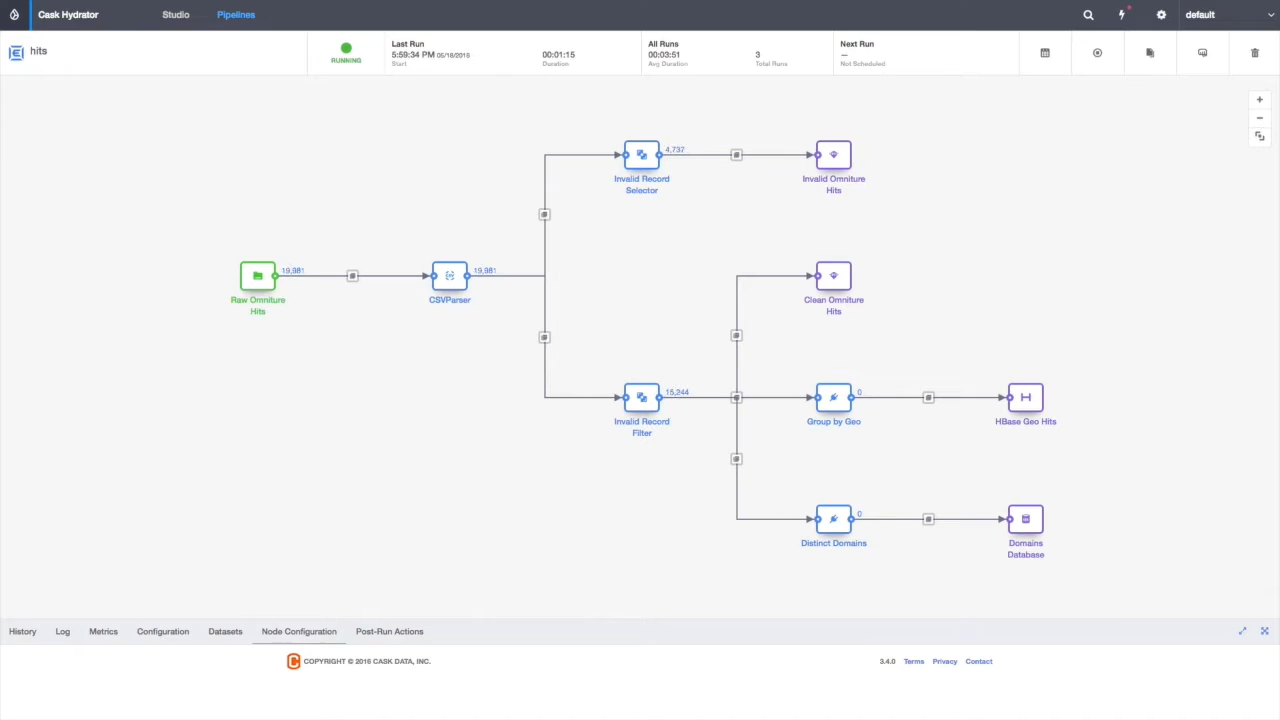 Cask Hydrator
Studio
Pipelines
default
hits
RUNNING
Last Run
5:59:34 PM 05/18/2016
Start
00:01:15
Duration
All Runs
00:03:51
Avg Duration
3
Total Runs
Next Run
—
Not Scheduled
4,737
Invalid Record
Selector
Invalid Omniture
Hits
19,981
Raw Omniture
Hits
19,981
CSVParser
Clean Omniture
Hits
15,244
Invalid Record
Filter
0
Group by Geo
HBase Geo Hits
0
Distinct Domains
Domains
Database
History
Log
Metrics
Configuration
Datasets
Node Configuration
Post-Run Actions
COPYRIGHT © 2016 CASK DATA, INC.
3.4.0
Terms
Privacy
Contact